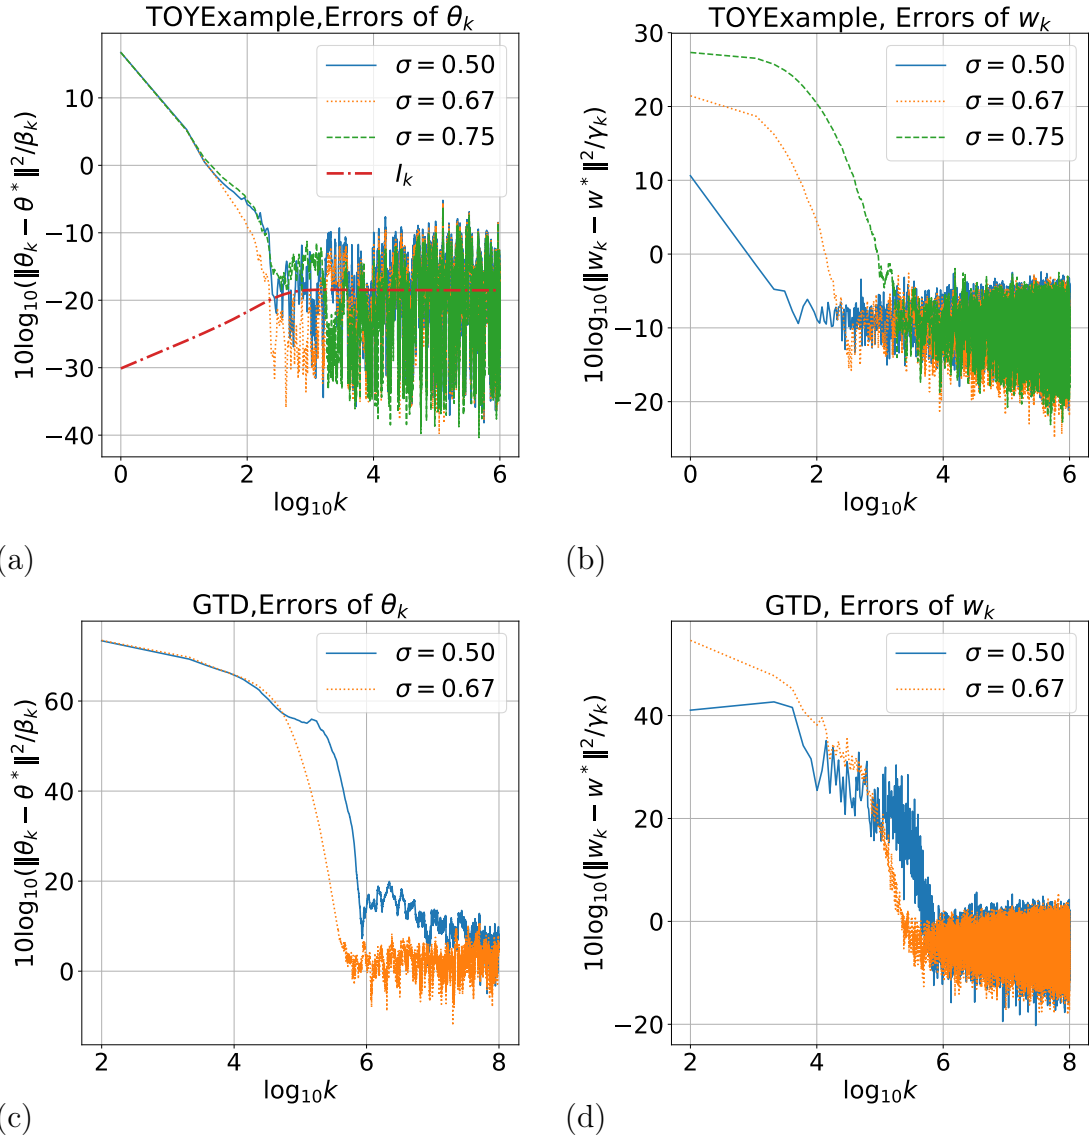 TOYExample,Errors of θ_k
10log₁₀(‖θ_k − θ*‖²/β_k)
10
0
−10
−20
−30
−40
σ = 0.50
σ = 0.67
σ = 0.75
I_k
0 2 4 6
log₁₀k
(a)
TOYExample, Errors of w_k
10log₁₀(‖w_k − w*‖²/γ_k)
30
20
10
0
−10
−20
σ = 0.50
σ = 0.67
σ = 0.75
0 2 4 6
log₁₀k
(b)
GTD,Errors of θ_k
10log₁₀(‖θ_k − θ*‖²/β_k)
60
40
20
0
σ = 0.50
σ = 0.67
2 4 6 8
log₁₀k
(c)
GTD, Errors of w_k
10log₁₀(‖w_k − w*‖²/γ_k)
40
20
0
−20
σ = 0.50
σ = 0.67
2 4 6 8
log₁₀k
(d)